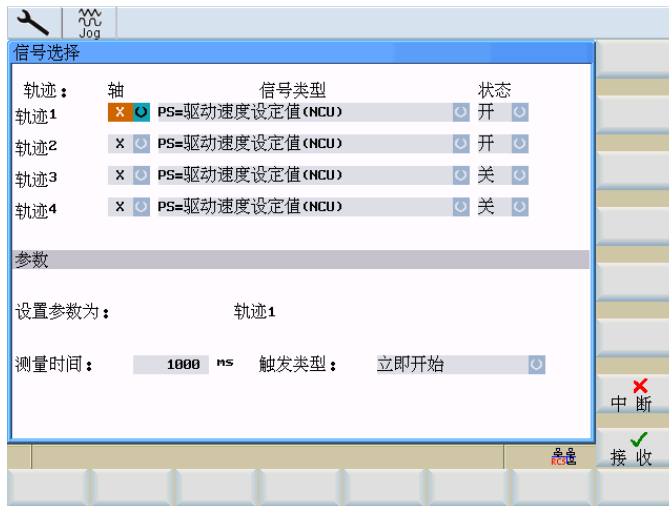 Jog
信号选择
轨迹： 轴 信号类型 状态
轨迹1 X PS=驱动速度设定值(NCU) 开
轨迹2 X PS=驱动速度设定值(NCU) 开
轨迹3 X PS=驱动速度设定值(NCU) 关
轨迹4 X PS=驱动速度设定值(NCU) 关
参数
设置参数为： 轨迹1
测量时间： 1000 ms 触发类型： 立即开始
中断
RCS
接收